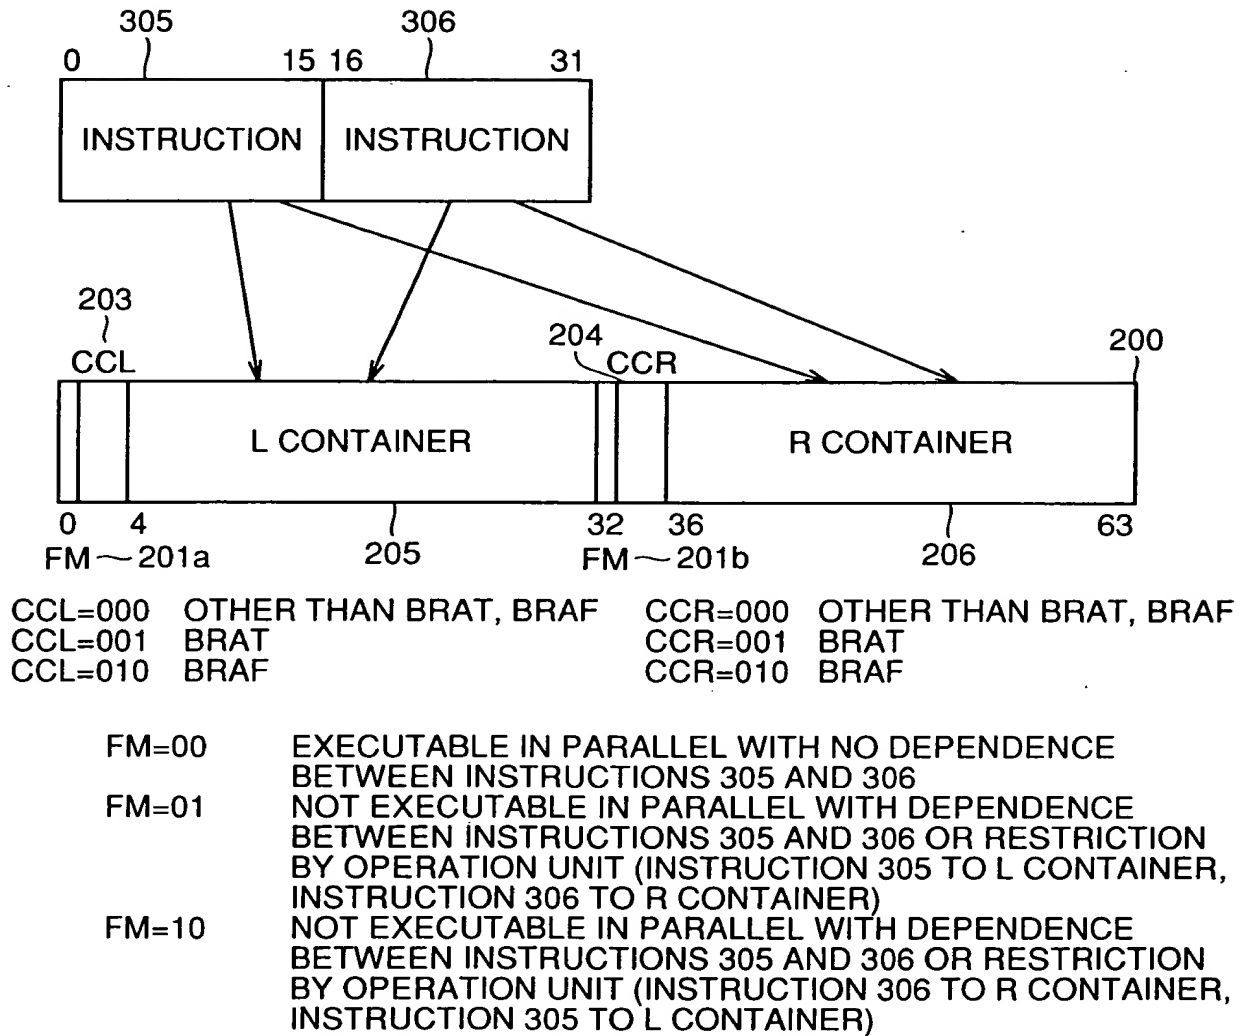 305 306
0 15 16 31
INSTRUCTION INSTRUCTION
203
CCL 204 CCR 200
L CONTAINER R CONTAINER
0 4 32 36 63
FM 201a 205 FM 201b 206
CCL=000 OTHER THAN BRAT, BRAF CCR=000 OTHER THAN BRAT, BRAF
CCL=001 BRAT CCR=001 BRAT
CCL=010 BRAF CCR=010 BRAF
FM=00 EXECUTABLE IN PARALLEL WITH NO DEPENDENCE
BETWEEN INSTRUCTIONS 305 AND 306
FM=01 NOT EXECUTABLE IN PARALLEL WITH DEPENDENCE
BETWEEN INSTRUCTIONS 305 AND 306 OR RESTRICTION
BY OPERATION UNIT (INSTRUCTION 305 TO L CONTAINER,
INSTRUCTION 306 TO R CONTAINER)
FM=10 NOT EXECUTABLE IN PARALLEL WITH DEPENDENCE
BETWEEN INSTRUCTIONS 305 AND 306 OR RESTRICTION
BY OPERATION UNIT (INSTRUCTION 306 TO R CONTAINER,
INSTRUCTION 305 TO L CONTAINER)